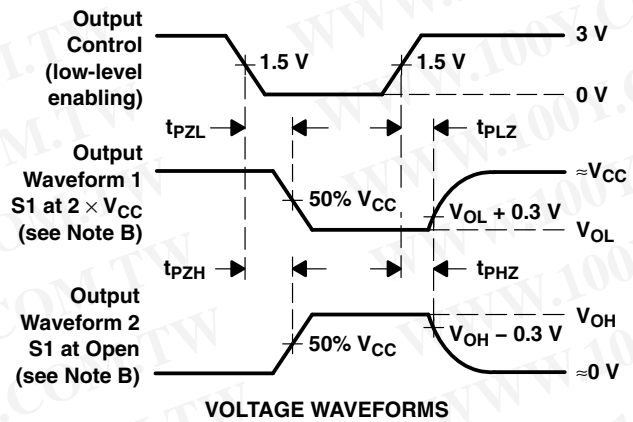 Output
Control
(low-level
enabling)
1.5 V
1.5 V
3 V
0 V
tPZL
tPLZ
Output
Waveform 1
S1 at 2 × VCC
(see Note B)
50% VCC
VOL + 0.3 V
≈VCC
VOL
tPZH
tPHZ
Output
Waveform 2
S1 at Open
(see Note B)
50% VCC
VOH − 0.3 V
VOH
≈0 V
VOLTAGE WAVEFORMS